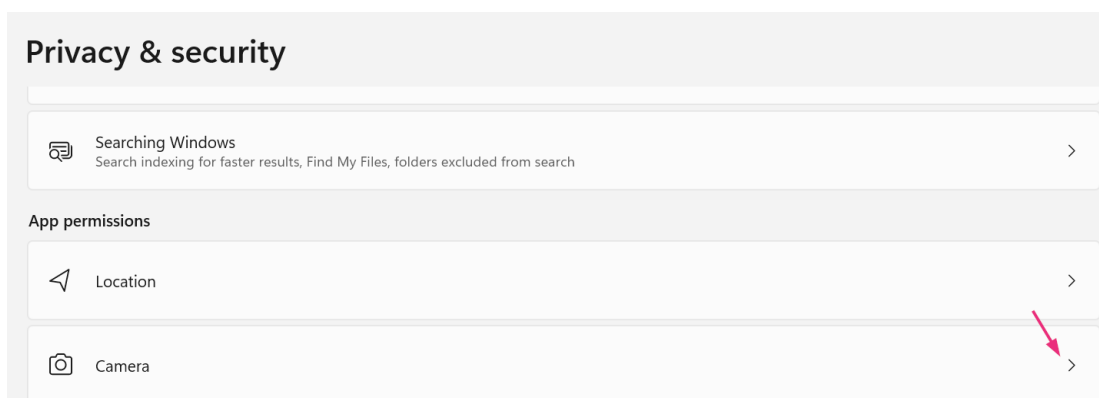 Privacy & security
Searching Windows
Search indexing for faster results, Find My Files, folders excluded from search
App permissions
Location
Camera